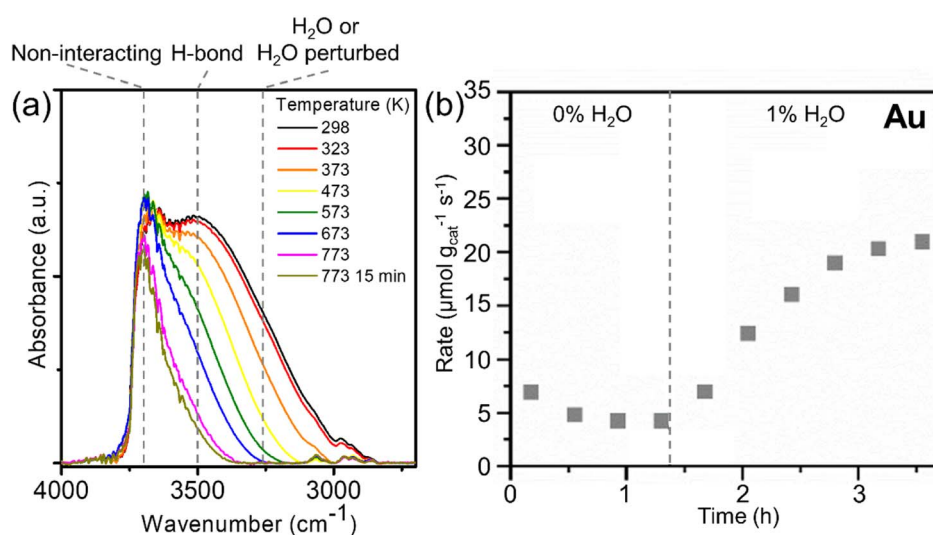 H₂O or
Non-interacting H-bond H₂O perturbed
(a)
Temperature (K)
298
323
373
473
573
673
773
773 15 min
Absorbance (a.u.)
4000 3500 3000
Wavenumber (cm⁻¹)
(b)
0% H₂O 1% H₂O Au
35
30
25
20
15
10
5
0
Rate (μmol g_cat⁻¹ s⁻¹)
0 1 2 3
Time (h)